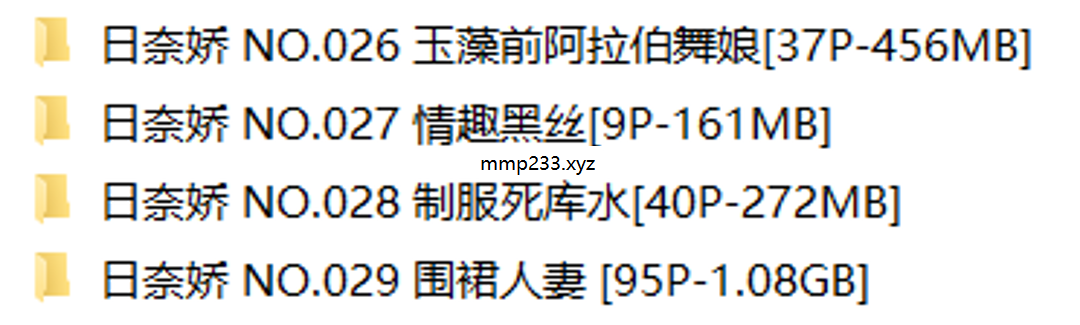 日奈娇 NO.026 玉藻前阿拉伯舞娘[37P-456MB]
日奈娇 NO.027 情趣黑丝[9P-161MB]
mmp233.xyz
日奈娇 NO.028 制服死库水[40P-272MB]
日奈娇 NO.029 围裙人妻 [95P-1.08GB]